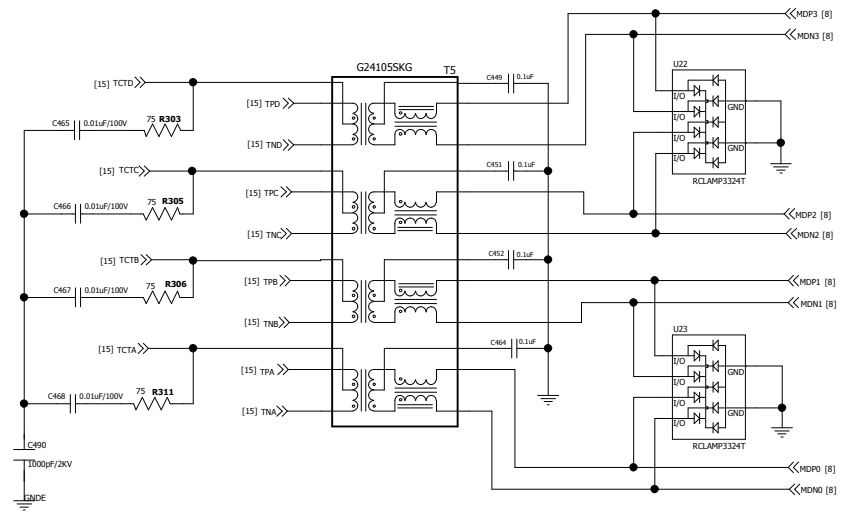 MDP3 [8]
MDN3 [8]
G24105SKG
T5
U22
[15] TCTD
C449
0.1uF
I/O
GND
[15] TPD
I/O
C465
0.01uF/100V
75
R303
I/O
GND
[15] TND
I/O
[15] TCTC
C451
0.1uF
RCLAMP3324T
[15] TPC
C466
0.01uF/100V
75
R305
MDP2 [8]
[15] TNC
MDN2 [8]
[15] TCTB
C452
0.1uF
[15] TPB
MDP1 [8]
C467
0.01uF/100V
75
R306
MDN1 [8]
[15] TNB
U23
[15] TCTA
C464
0.1uF
I/O
GND
[15] TPA
I/O
C468
0.01uF/100V
75
R311
I/O
GND
[15] TNA
I/O
RCLAMP3324T
C490
1000pF/2KV
MDP0 [8]
MDN0 [8]
GNDE